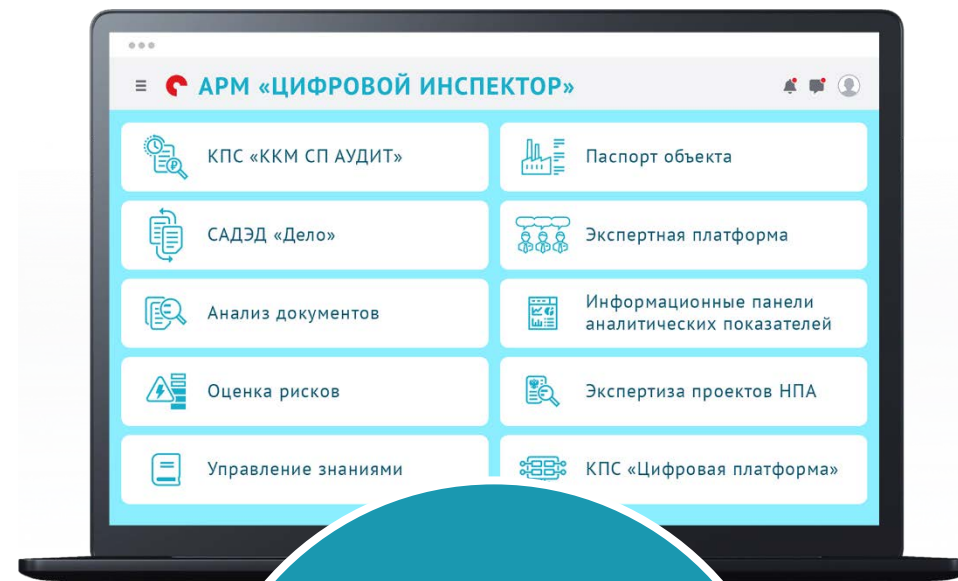 АРМ «ЦИФРОВОЙ ИНСПЕКТОР»
КПС «ККМ СП АУДИТ»
Паспорт объекта
САДЭД «Дело»
Экспертная платформа
Анализ документов
Информационные панели
аналитических показателей
Оценка рисков
Экспертиза проектов НПА
Управление знаниями
КПС «Цифровая платформа»